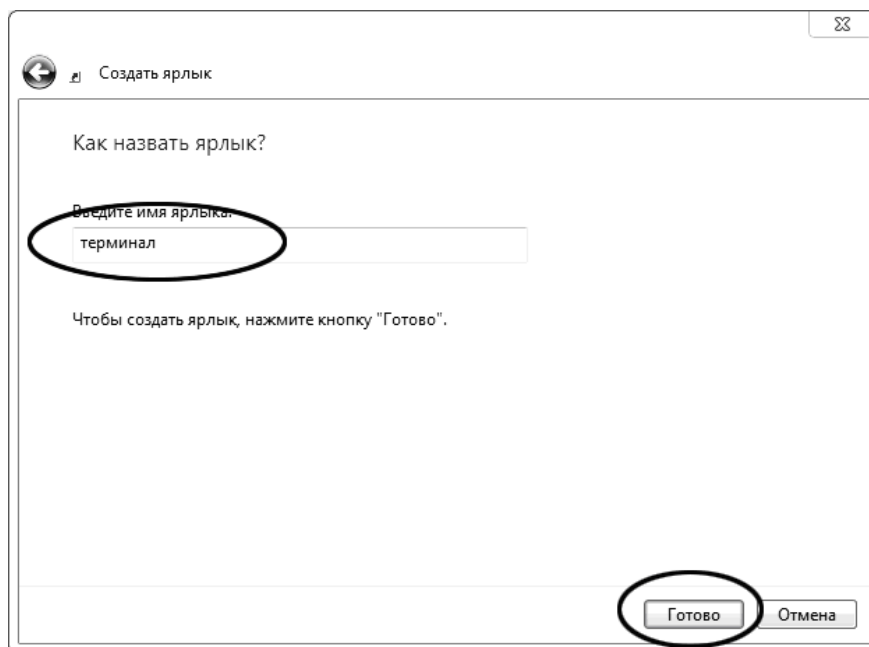 Создать ярлык
Как назвать ярлык?
Введите имя ярлыка:
терминал
Чтобы создать ярлык, нажмите кнопку "Готово".
Готово
Отмена